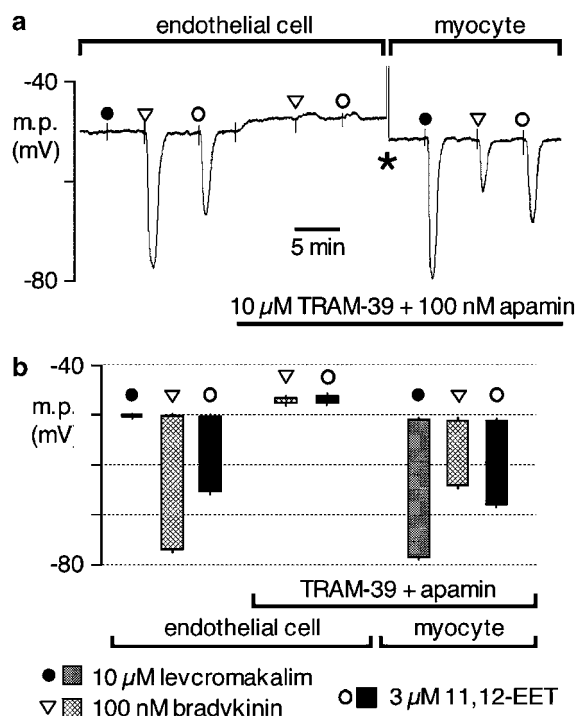 a
endothelial cell
myocyte
-40
m.p.
(mV)
*
5 min
-80
10 µM TRAM-39 + 100 nM apamin
b
-40
m.p.
(mV)
-80
TRAM-39 + apamin
endothelial cell
myocyte
10 µM levcromakalim
100 nM bradykinin
3 µM 11,12-EET